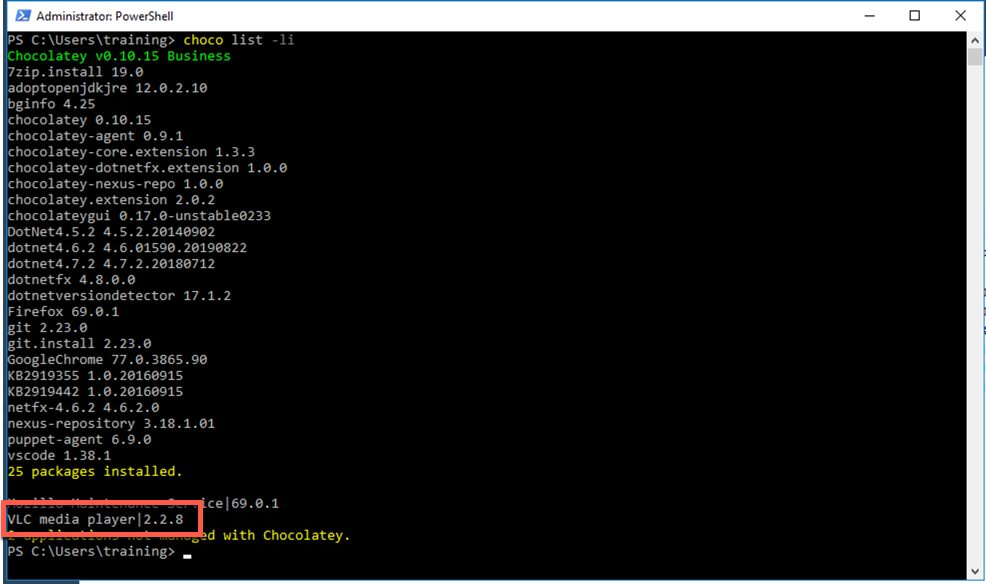 Administrator: PowerShell
PS C:\Users\training> choco list -li
Chocolatey v0.10.15 Business
7zip.install 19.0
adoptopenjdkjre 12.0.2.10
bginfo 4.25
chocolatey 0.10.15
chocolatey-agent 0.9.1
chocolatey-core.extension 1.3.3
chocolatey-dotnetfx.extension 1.0.0
chocolatey-nexus-repo 1.0.0
chocolatey.extension 2.0.2
chocolateygui 0.17.0-unstable0233
DotNet4.5.2 4.5.2.20140902
dotnet4.6.2 4.6.01590.20190822
dotnet4.7.2 4.7.2.20180712
dotnetfx 4.8.0.0
dotnetversiondetector 17.1.2
Firefox 69.0.1
git 2.23.0
git.install 2.23.0
GoogleChrome 77.0.3865.90
KB2919355 1.0.20160915
KB2919442 1.0.20160915
netfx-4.6.2 4.6.2.0
nexus-repository 3.18.1.01
puppet-agent 6.9.0
vscode 1.38.1
25 packages installed.
Mozilla Maintenance Service|69.0.1
VLC media player|2.2.8
2 applications not managed with Chocolatey.
PS C:\Users\training>